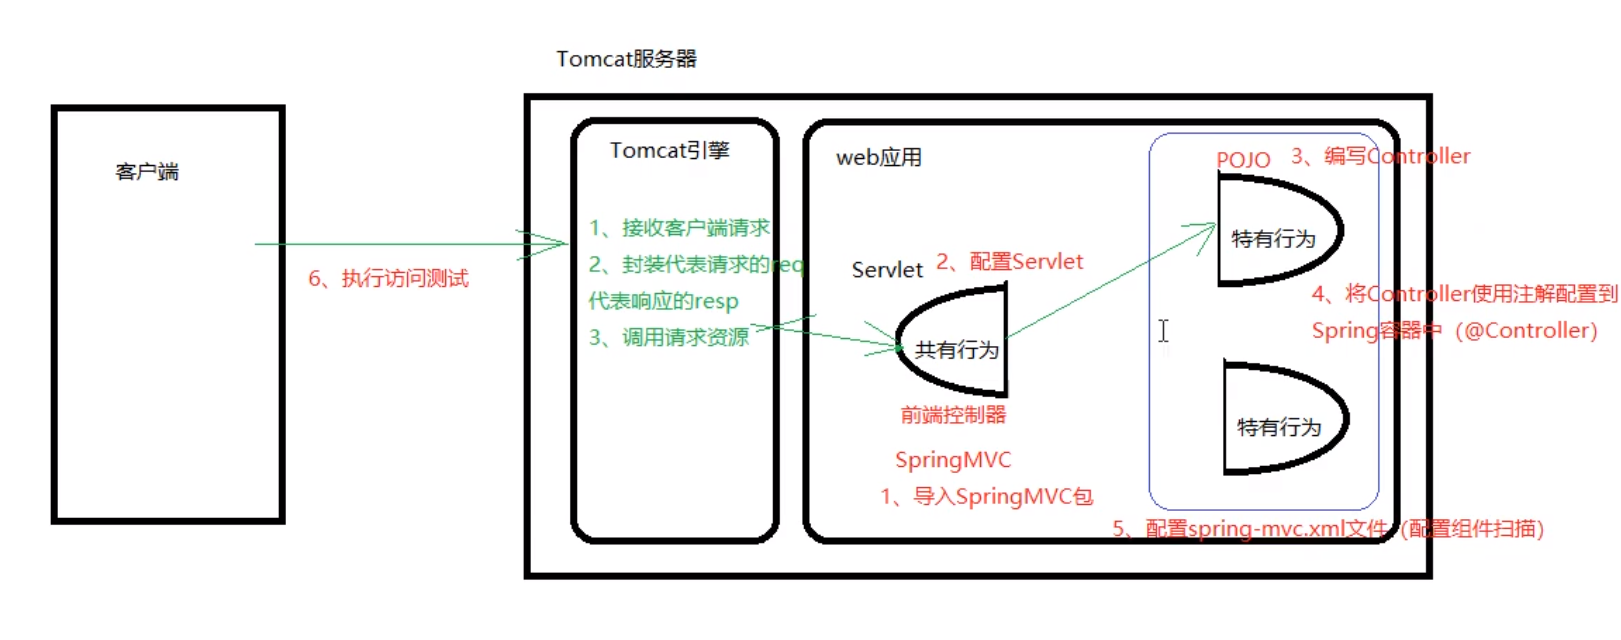 Tomcat服务器
客户端
Tomcat引擎
1、接收客户端请求
2、封装代表请求的req
代表响应的resp
3、调用请求资源
6、执行访问测试
web应用
Servlet
2、配置Servlet
共有行为
前端控制器
SpringMVC
1、导入SpringMVC包
POJO
3、编写Controller
特有行为
4、将Controller使用注解配置到
Spring容器中（@Controller）
特有行为
5、配置spring-mvc.xml文件（配置组件扫描）